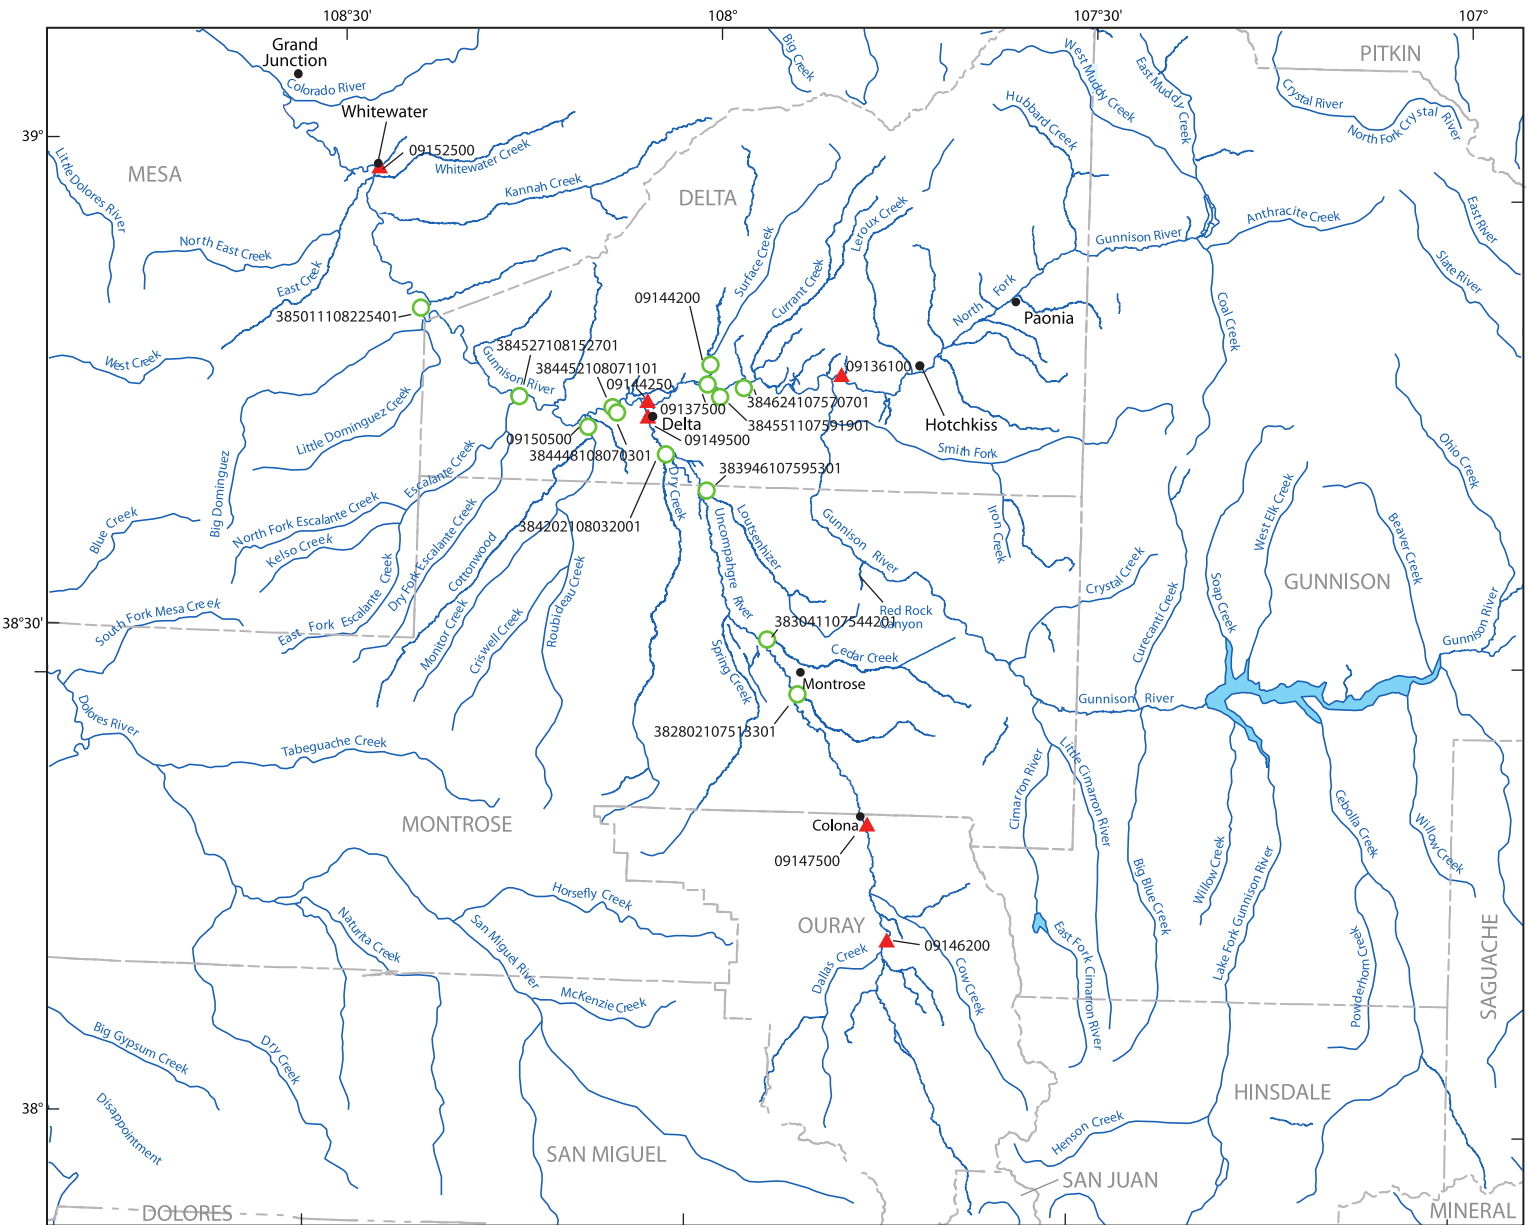 108°30'
108°
107°30'
107°
Grand
Junction
Colorado River
Big Creek
West Muddy Creek
East Muddy Creek
PITKIN
Crystal River
North Fork Crystal River
Whitewater
Hubbard Creek
39°
09152500
Whitewater Creek
MESA
Little Dolores River
Kannah Creek
DELTA
Leroux Creek
Anthracite Creek
East River
Gunnison River
North East Creek
East Creek
Surface Creek
Currant Creek
Slate River
385011108225401
09144200
North Fork
Paonia
Coal Creek
West Creek
384527108152701
Gunnison River
384452108071101
09144250
09136100
09137500
384624107570701
Delta
384551107591901
Hotchkiss
Little Dominguez Creek
09150500
09149500
384448108070301
Smith Fork
383946107595301
Ohio Creek
Big Dominguez
Escalante Creek
Dry Creek
384202108032001
Blue Creek
North Fork Escalante Creek
Kelso Creek
Dry Fork Escalante Creek
Cottonwood
Uncompahgre River
Loutsenhizer
Gunnison River
Iron Creek
West Elk Creek
Beaver Creek
GUNNISON
Roubideau Creek
Crystal Creek
Soap Creek
Curecanti Creek
Red Rock
Canyon
38°30'
South Fork Mesa Creek
East Fork Escalante Creek
Monitor Creek
Criswell Creek
383041107544201
Gunnison River
Spring Creek
Cedar Creek
Montrose
Gunnison River
Dolores River
382802107513301
Tabeguache Creek
Cimarron River
Little Cimarron River
MONTROSE
Colona
09147500
Cebolla Creek
Willow Creek
Willow Creek
Big Blue Creek
Lake Fork Gunnison River
Horsefly Creek
Naturita Creek
San Miguel River
OURAY
09146200
Dallas Creek
Cow Creek
East Fork Cimarron River
Powderhorn Creek
SAGUACHE
McKenzie Creek
Big Gypsum Creek
Dry Creek
HINSDALE
38°
Disappointment
Henson Creek
SAN MIGUEL
SAN JUAN
DOLORES
MINERAL